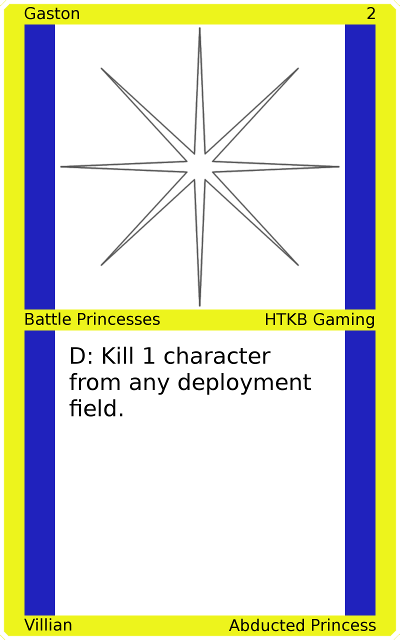 Gaston 2
Battle Princesses HTKB Gaming
D: Kill 1 character
from any deployment
field.
Villian Abducted Princess